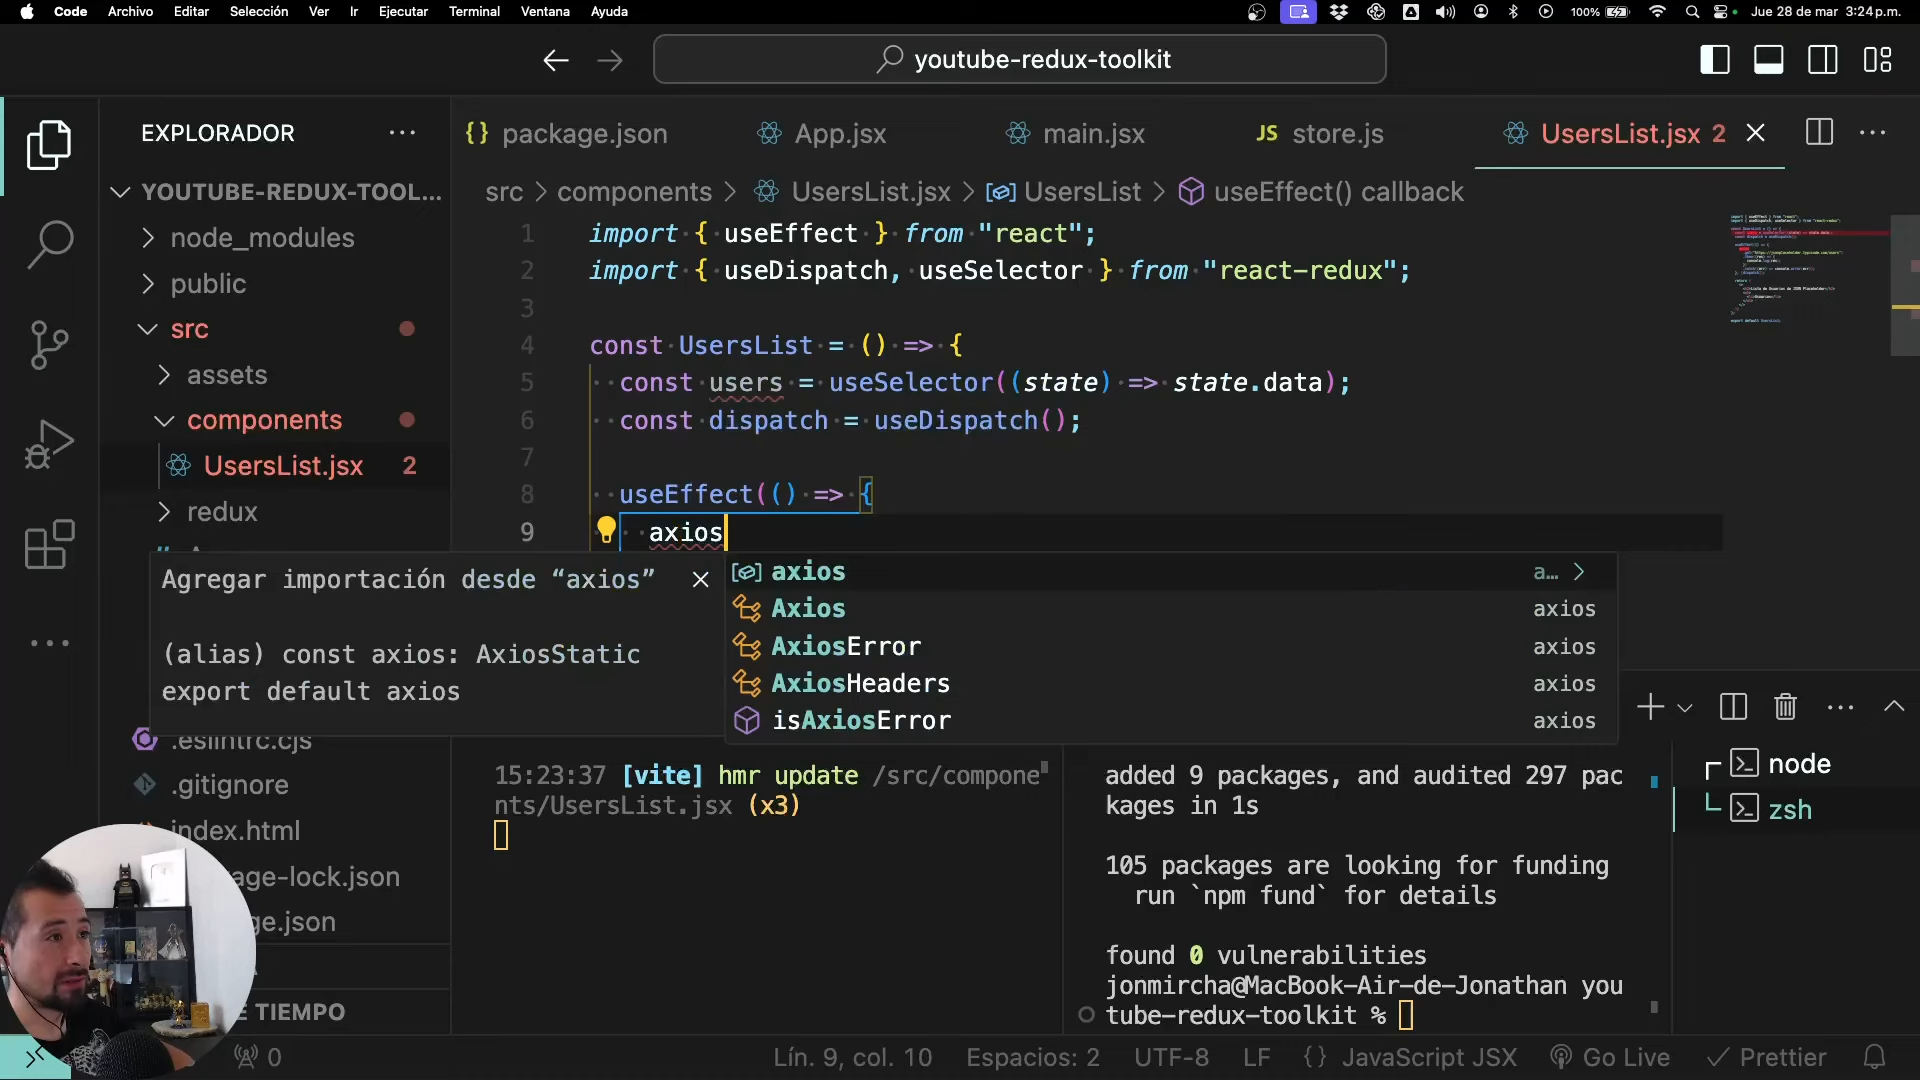 Code Archivo Editar Selección Ver Ir Ejecutar Terminal Ventana Ayuda 100% Jue 28 de mar 3:24 p.m.
youtube-redux-toolkit
EXPLORADOR
YOUTUBE-REDUX-TOOL...
node_modules
public
src
assets
components
UsersList.jsx 2
redux
.eslintrc.cjs
.gitignore
index.html
age-lock.json
ge.json
E TIEMPO
{} package.json App.jsx main.jsx JS store.js UsersList.jsx 2
src > components > UsersList.jsx > UsersList > useEffect() callback
1 import { useEffect } from "react";
2 import { useDispatch, useSelector } from "react-redux";
3
4 const UsersList = () => {
5 const users = useSelector((state) => state.data);
6 const dispatch = useDispatch();
7
8 useEffect(() => {
9 axios
Agregar importación desde “axios”
(alias) const axios: AxiosStatic
export default axios
axios a...
Axios axios
AxiosError axios
AxiosHeaders axios
isAxiosError axios
15:23:37 [vite] hmr update /src/compone
nts/UsersList.jsx (x3)
added 9 packages, and audited 297 pac
kages in 1s
105 packages are looking for funding
run `npm fund` for details
found 0 vulnerabilities
jonmircha@MacBook-Air-de-Jonathan you
tube-redux-toolkit %
node
zsh
0 Lín. 9, col. 10 Espacios: 2 UTF-8 LF {} JavaScript JSX Go Live Prettier